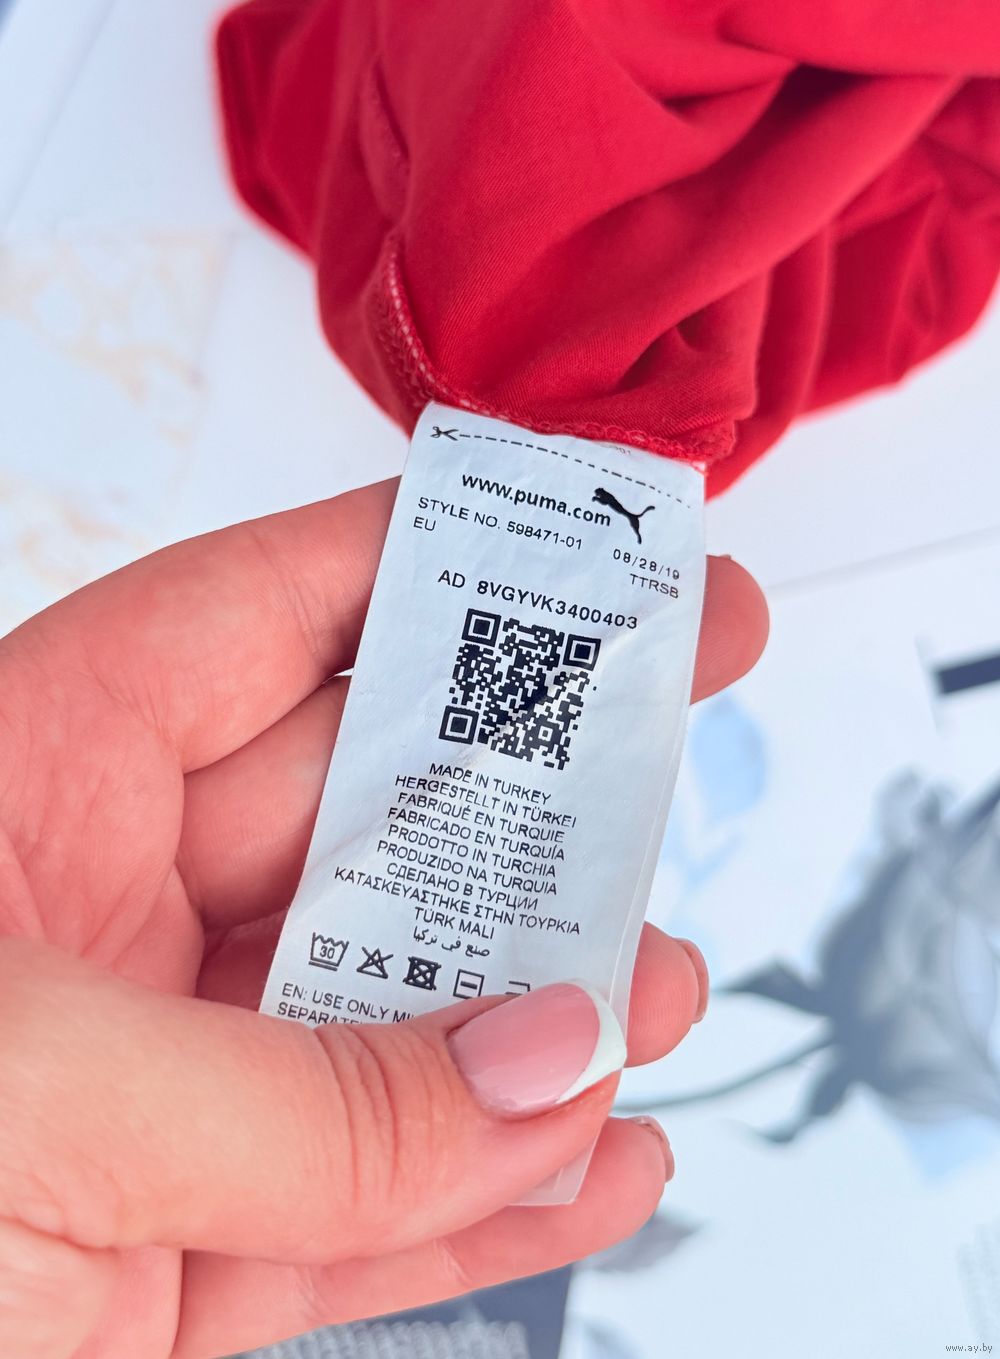 www.puma.com
STYLE NO. 598471-01
EU
08/28/19
TTRSB
AD 8VGYVK3400403
MADE IN TURKEY
HERGESTELLT IN TÜRKEI
FABRIQUÉ EN TURQUIE
FABRICADO EN TURQUÍA
PRODOTTO IN TURCHIA
PRODUZIDO NA TURQUIA
СДЕЛАНО В ТУРЦИИ
ΚΑΤΑΣΚΕΥΑΣΤΗΚΕ ΣΤΗΝ ΤΟΥΡΚΙΑ
TÜRK MALI
صنع في تركيا
30
EN: USE ONLY
www.ay.by